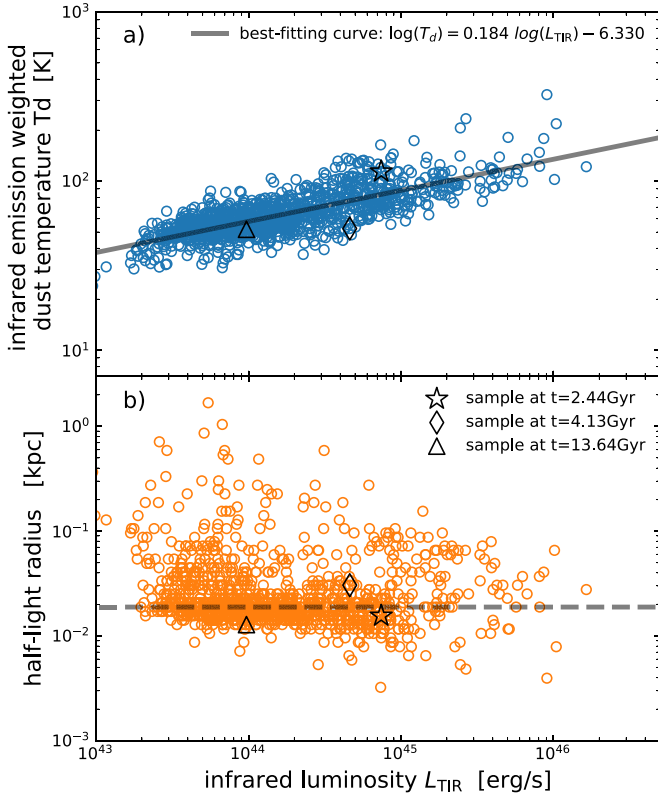 a)
best-fitting curve: log(T_d) = 0.184 log(L_TIR) − 6.330
10³
10²
10¹
infrared emission weighted
dust temperature Td [K]
b)
sample at t=2.44Gyr
sample at t=4.13Gyr
sample at t=13.64Gyr
10⁰
10⁻¹
10⁻²
10⁻³
half-light radius [kpc]
10⁴³ 10⁴⁴ 10⁴⁵ 10⁴⁶
infrared luminosity L_TIR [erg/s]